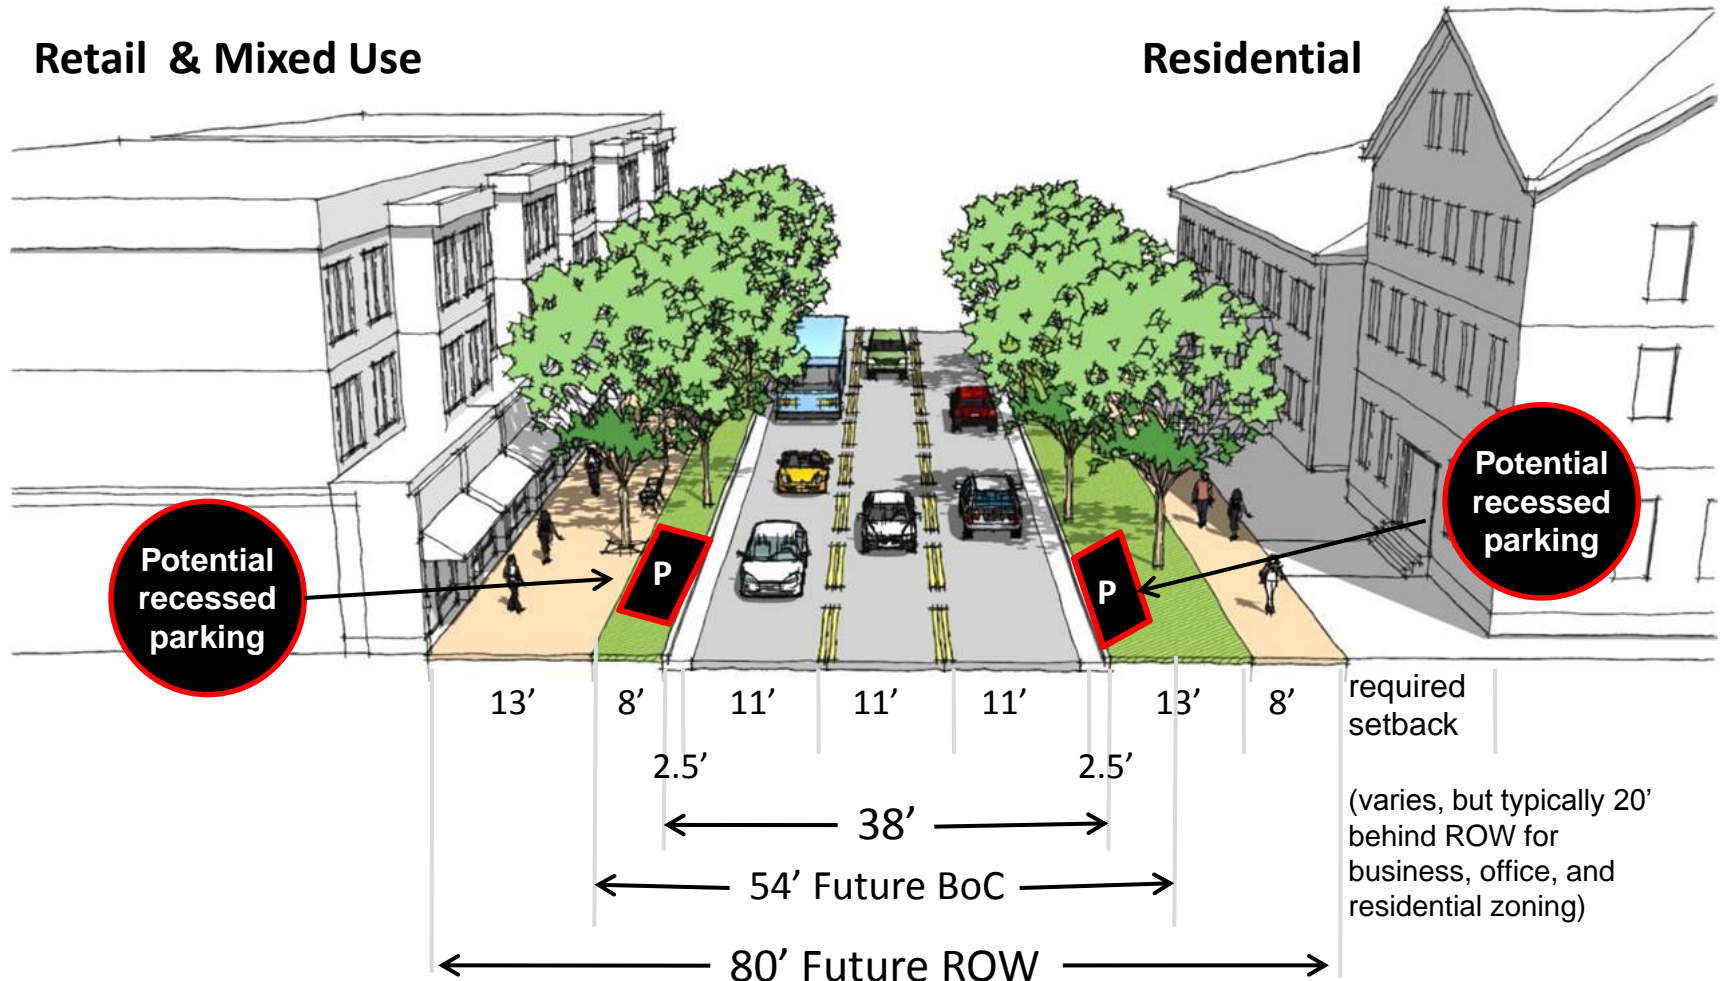 Retail & Mixed Use
Residential
Potential
recessed
parking
P
P
Potential
recessed
parking
13’
8’
11’
11’
11’
13’
8’
required
setback
2.5’
2.5’
(varies, but typically 20’
behind ROW for
business, office, and
residential zoning)
38’
54’ Future BoC
80’ Future ROW